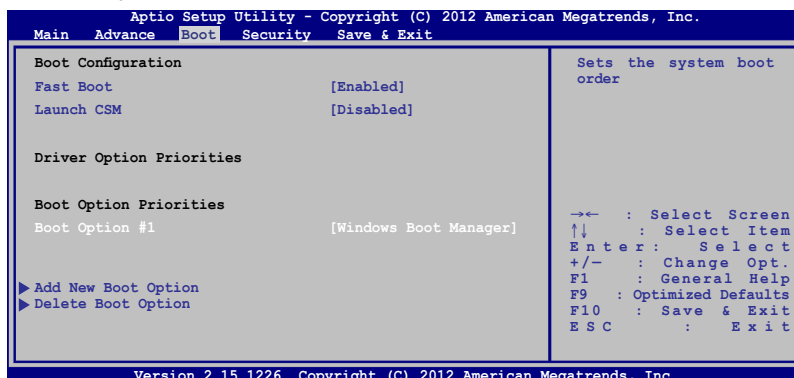 Aptio Setup Utility - Copyright (C) 2012 American Megatrends, Inc.
Main Advance Boot Security Save & Exit
Boot Configuration
Fast Boot [Enabled]
Launch CSM [Disabled]
Driver Option Priorities
Boot Option Priorities
Boot Option #1 [Windows Boot Manager]
Add New Boot Option
Delete Boot Option
Sets the system boot
order
→← : Select Screen
↑↓ : Select Item
Enter: Select
+/— : Change Opt.
F1 : General Help
F9 : Optimized Defaults
F10 : Save & Exit
ESC : Exit
Version 2.15.1226. Copyright (C) 2012 American Megatrends, Inc.